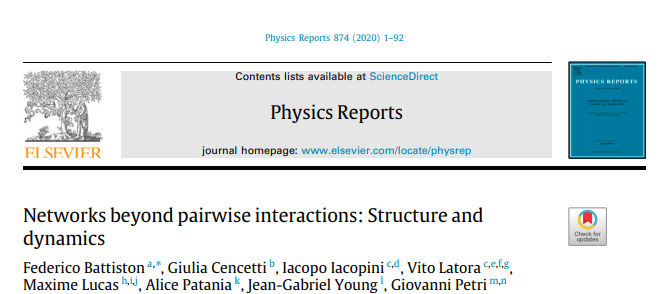 Physics Reports 874 (2020) 1–92
Contents lists available at ScienceDirect
Physics Reports
journal homepage: www.elsevier.com/locate/physrep
ELSEVIER
PHYSICS REPORTS
Networks beyond pairwise interactions: Structure and
dynamics
Check for
updates
Federico Battiston a,*, Giulia Cencetti b, Iacopo Iacopini c,d, Vito Latora c,e,f,g,
Maxime Lucas h,i,j, Alice Patania k, Jean-Gabriel Young l, Giovanni Petri m,n